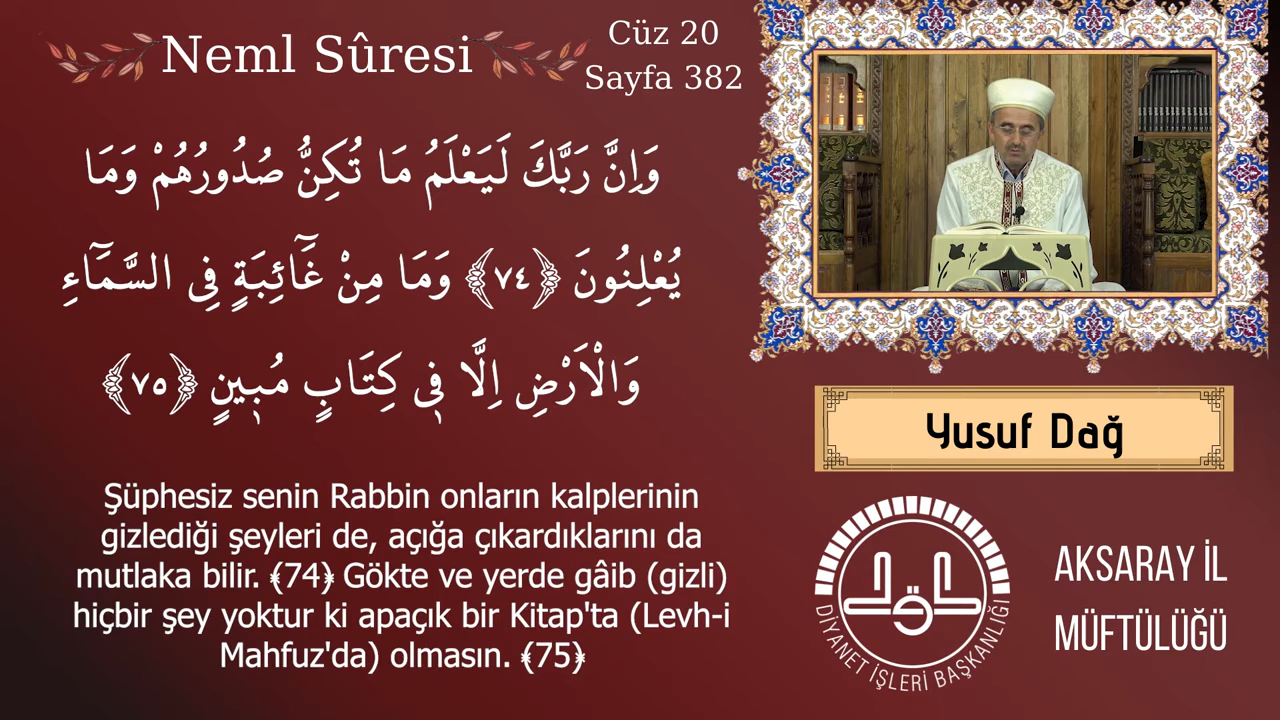 Neml Sûresi
Cüz 20
Sayfa 382
وَاِنَّ رَبَّكَ لَيَعْلَمُ مَا تُكِنُّ صُدُورُهُمْ وَمَا
يُعْلِنُونَ ﴿٧٤﴾ وَمَا مِنْ غَٓائِبَةٍ فِي السَّمَٓاءِ
وَالْاَرْضِ اِلَّا ف۪ي كِتَابٍ مُب۪ينٍ ﴿٧٥﴾
Şüphesiz senin Rabbin onların kalplerinin
gizlediği şeyleri de, açığa çıkardıklarını da
mutlaka bilir. ﴾74﴿ Gökte ve yerde gâib (gizli)
hiçbir şey yoktur ki apaçık bir Kitap'ta (Levh-i
Mahfuz'da) olmasın. ﴾75﴿
Yusuf Dağ
DİYANET İŞLERİ BAŞKANLIĞI
AKSARAY İL
MÜFTÜLÜĞÜ